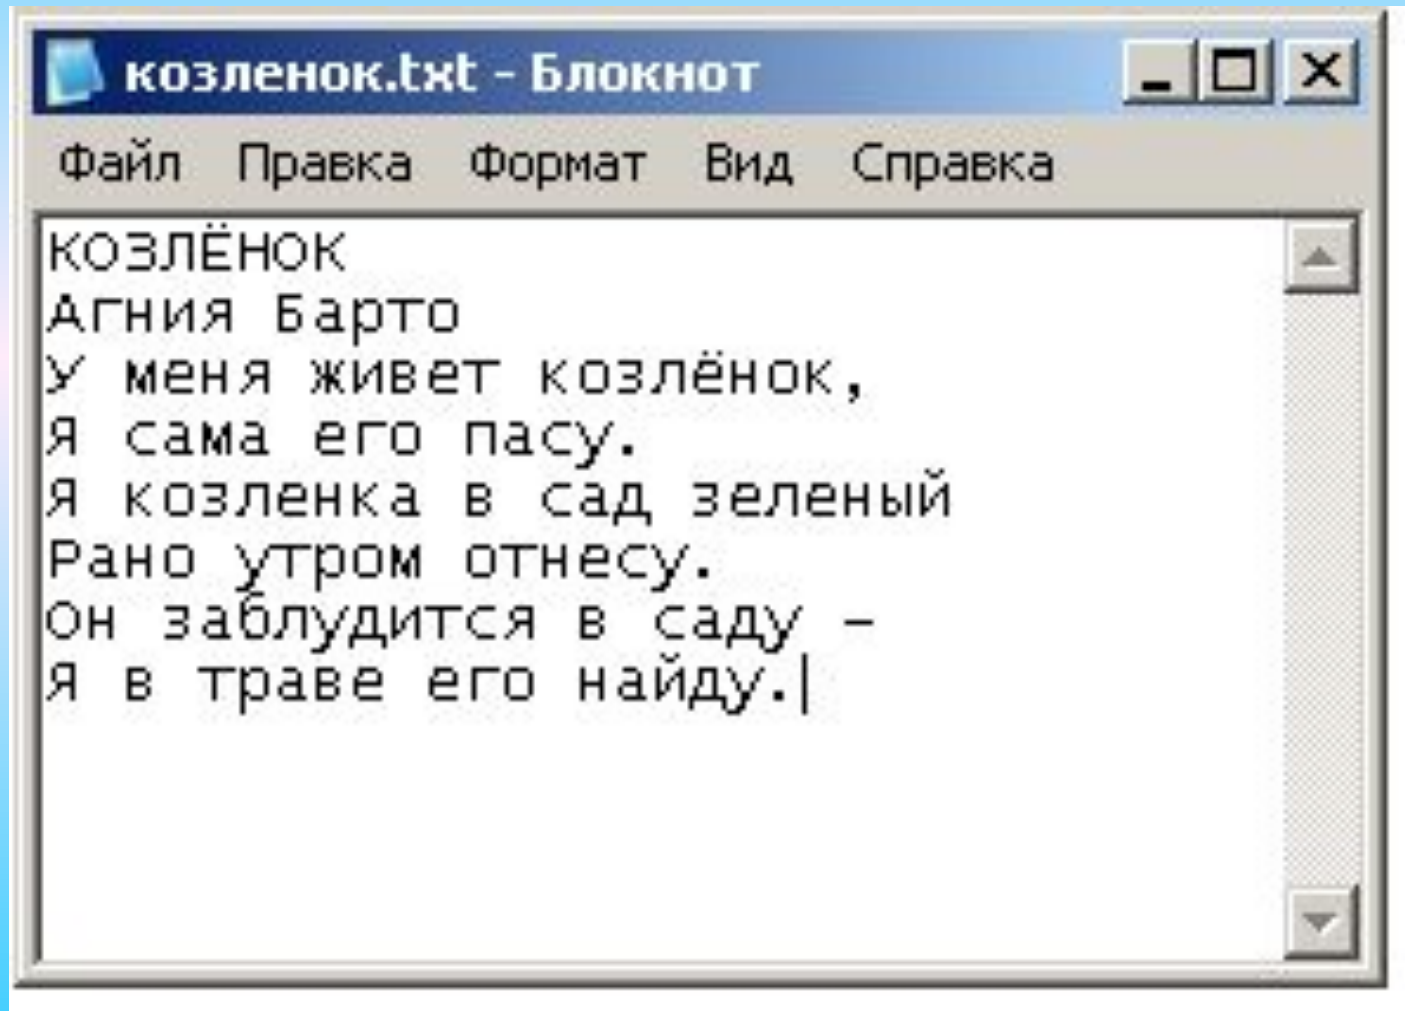 козленок.txt - Блокнот
Файл Правка Формат Вид Справка
КОЗЛЁНОК
Агния Барто
У меня живет козлёнок,
Я сама его пасу.
Я козленка в сад зеленый
Рано утром отнесу.
Он заблудится в саду –
Я в траве его найду.